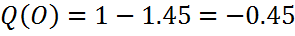 Q(O) = 1 − 1.45 = −0.45